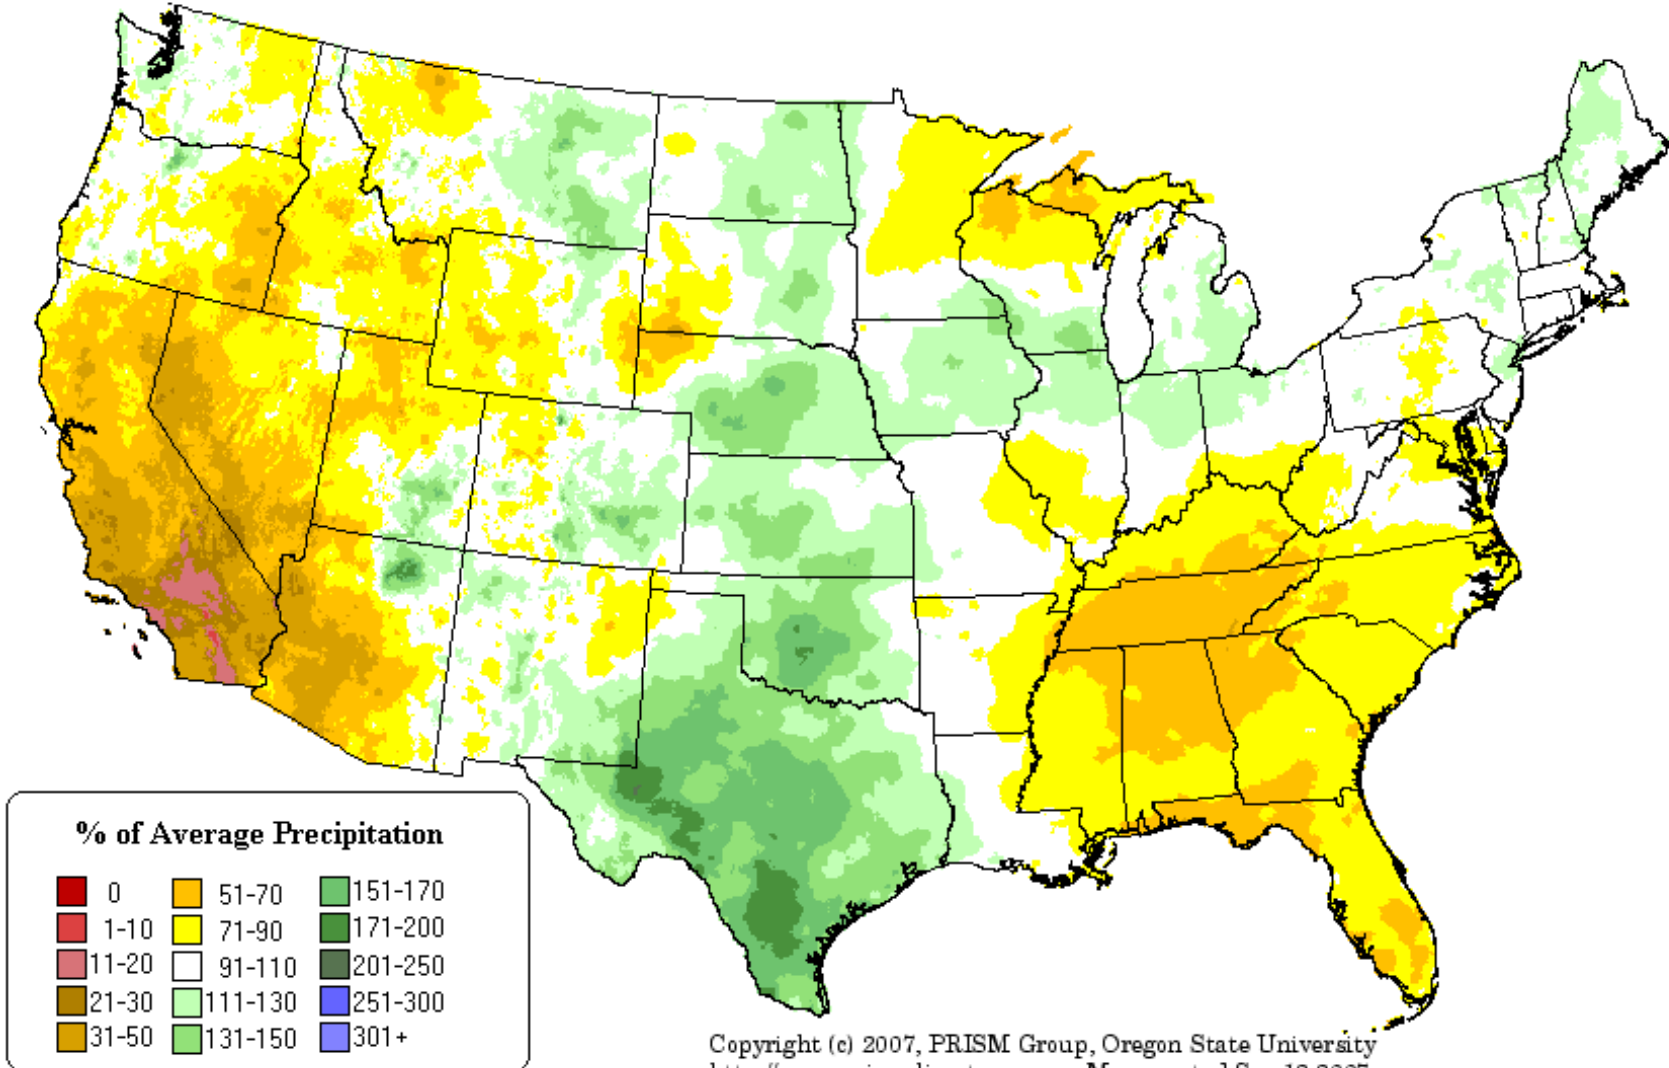 % of Average Precipitation
0 51-70 151-170
1-10 71-90 171-200
11-20 91-110 201-250
21-30 111-130 251-300
31-50 131-150 301+
Copyright (c) 2007, PRISM Group, Oregon State University